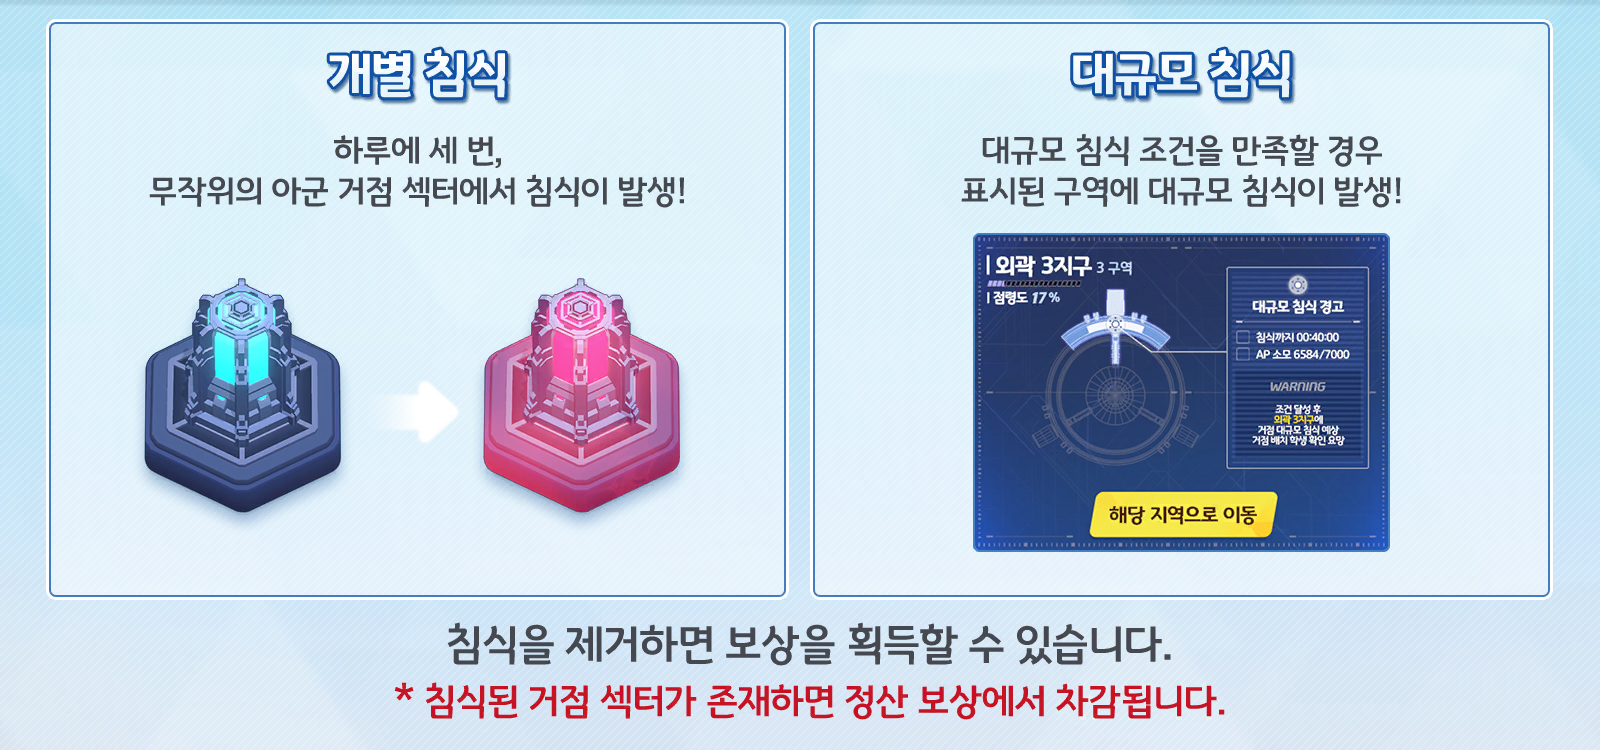 개별 침식
하루에 세 번,
무작위의 아군 거점 섹터에서 침식이 발생!
대규모 침식
대규모 침식 조건을 만족할 경우
표시된 구역에 대규모 침식이 발생!
외곽 3지구 3 구역
점령도 17%
대규모 침식 경고
침식까지 00:40:00
AP 소모 6584/7000
WARNING
조건 달성 후
외곽 3지구에
거점 대규모 침식 예상
거점 배치 학생 확인 요망
해당 지역으로 이동
침식을 제거하면 보상을 획득할 수 있습니다.
* 침식된 거점 섹터가 존재하면 정산 보상에서 차감됩니다.